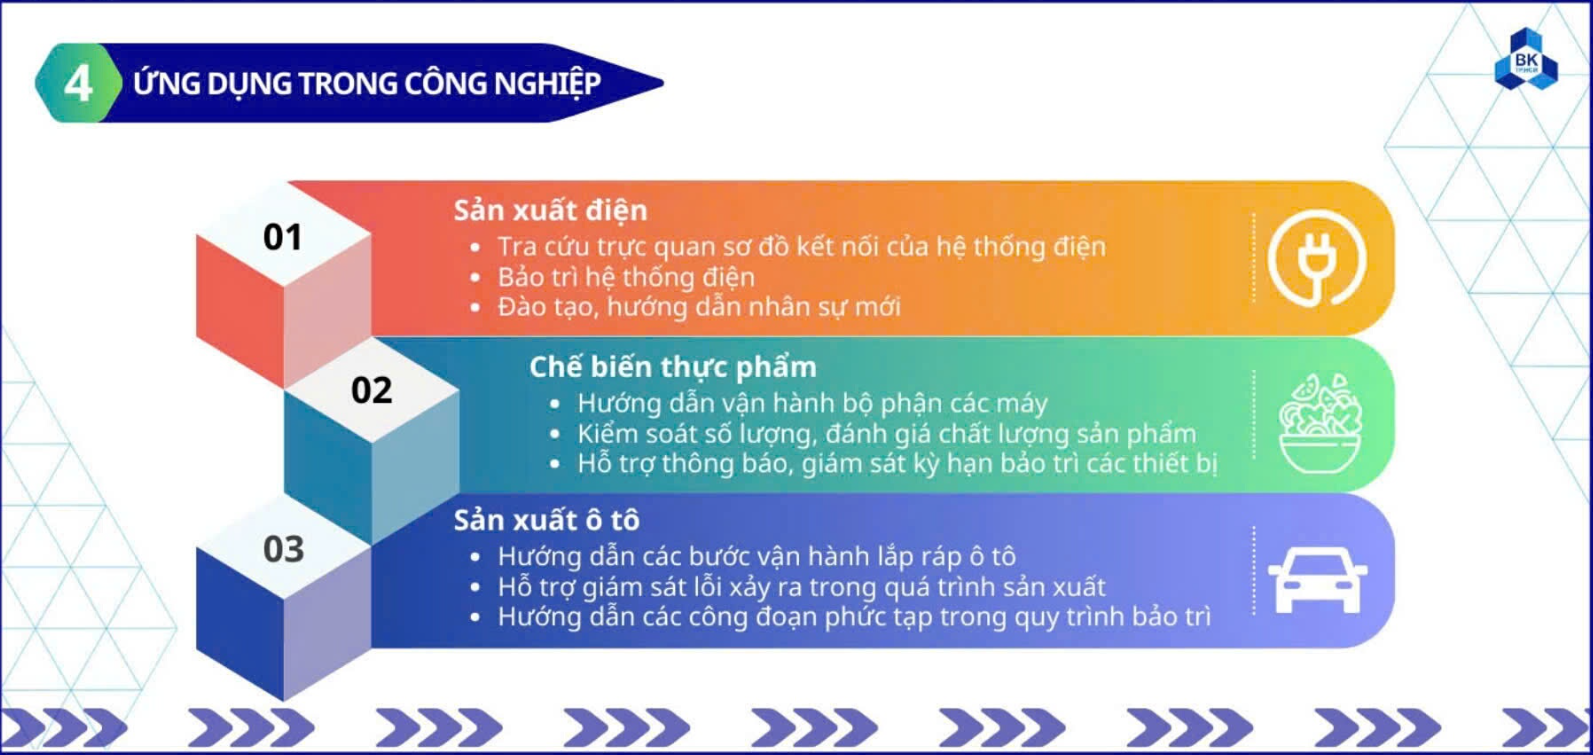 4
ỨNG DỤNG TRONG CÔNG NGHIỆP
BK
TP.HCM
01
Sản xuất điện
• Tra cứu trực quan sơ đồ kết nối của hệ thống điện
• Bảo trì hệ thống điện
• Đào tạo, hướng dẫn nhân sự mới
02
Chế biến thực phẩm
• Hướng dẫn vận hành bộ phận các máy
• Kiểm soát số lượng, đánh giá chất lượng sản phẩm
• Hỗ trợ thông báo, giám sát kỳ hạn bảo trì các thiết bị
03
Sản xuất ô tô
• Hướng dẫn các bước vận hành lắp ráp ô tô
• Hỗ trợ giám sát lỗi xảy ra trong quá trình sản xuất
• Hướng dẫn các công đoạn phức tạp trong quy trình bảo trì